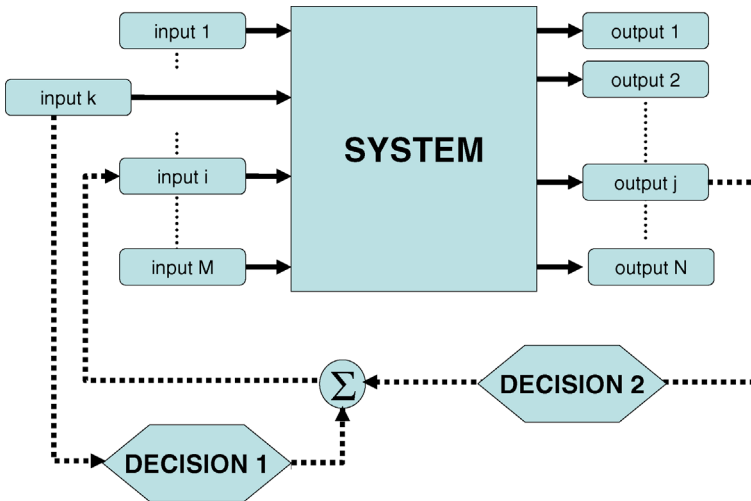 input 1
output 1
output 2
input k
SYSTEM
input i
output j
input M
output N
Σ
DECISION 2
DECISION 1